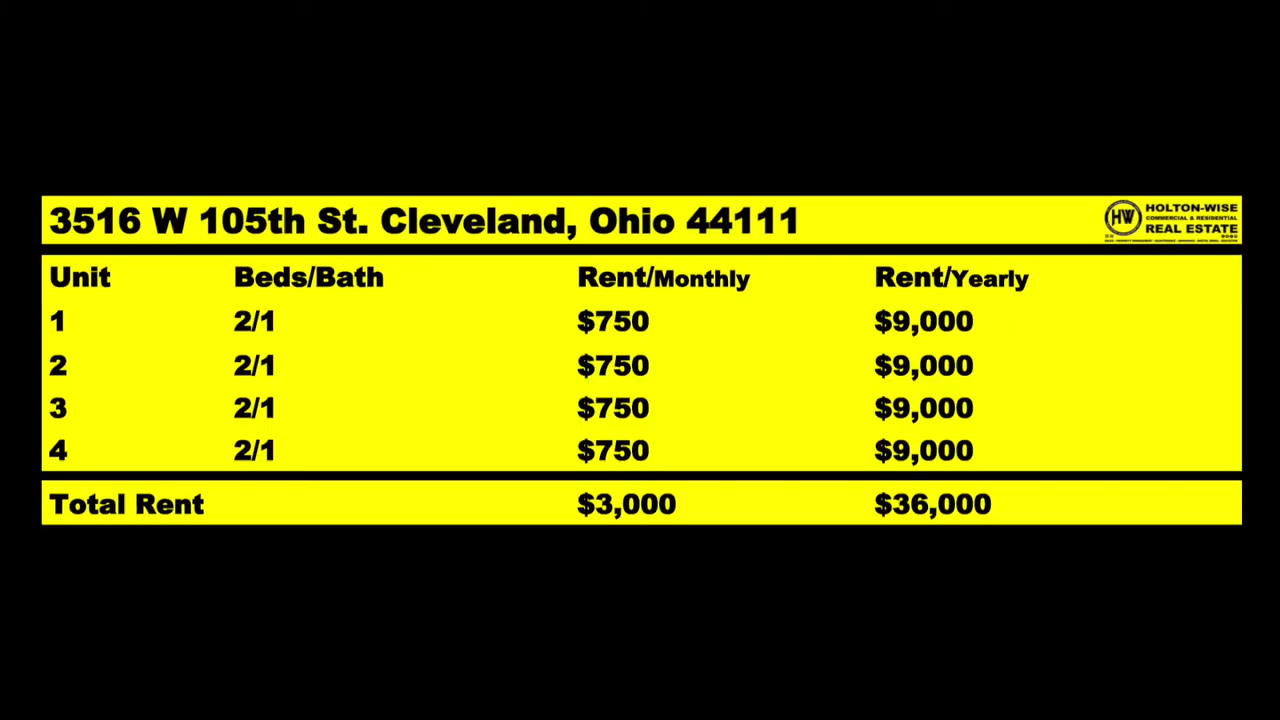 3516 W 105th St. Cleveland, Ohio 44111
HW
HOLTON-WISE
COMMERCIAL & RESIDENTIAL
REAL ESTATE
Unit Beds/Bath Rent/Monthly Rent/Yearly
1 2/1 $750 $9,000
2 2/1 $750 $9,000
3 2/1 $750 $9,000
4 2/1 $750 $9,000
Total Rent $3,000 $36,000